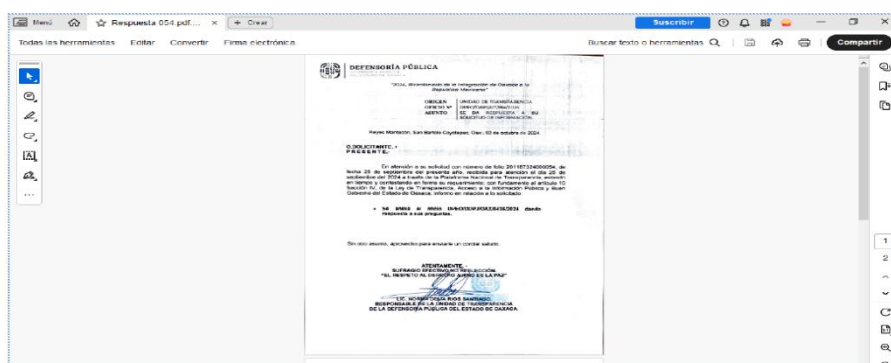 Menú
Respuesta 054.pdf....
+ Crear
Suscribir
Todas las herramientas Editar Convertir Firma electrónica
Buscar texto o herramientas
Compartir
DEFENSORÍA PÚBLICA
"2024, Bicentenario de la Integración de Oaxaca a la
República Mexicana"
ORIGEN UNIDAD DE TRANSPARENCIA
OFICIO Nº
ASUNTO SE DA RESPUESTA A SU
SOLICITUD DE INFORMACIÓN
Reyes Mantecón, San Bartolo Coyotepec, Oax.; 02 de octubre de 2024
C.SOLICITANTE.
PRESENTE.
En atención a su solicitud con número de folio de
fecha 25 de septiembre del presente año, recibida para atención el día 25 de
septiembre del 2024 a través de la Plataforma Nacional de Transparencia, estando
en tiempo y contestando en forma su requerimiento; con fundamento al artículo 10
fracción IV, de la Ley de Transparencia, Acceso a la Información Pública y Buen
Gobierno del Estado de Oaxaca, informo en relación a lo solicitado
dando
respuesta a sus preguntas.
Sin otro asunto, aprovecho para enviarle un cordial saludo.
ATENTAMENTE.
SUFRAGIO EFECTIVO NO REELECCIÓN
"EL RESPETO AL DERECHO AJENO ES LA PAZ"
LIC. NORMA RIOS SANTIAGO
RESPONSABLE DE LA UNIDAD DE TRANSPARENCIA
DE LA DEFENSORÍA PÚBLICA DEL ESTADO DE OAXACA
1
2